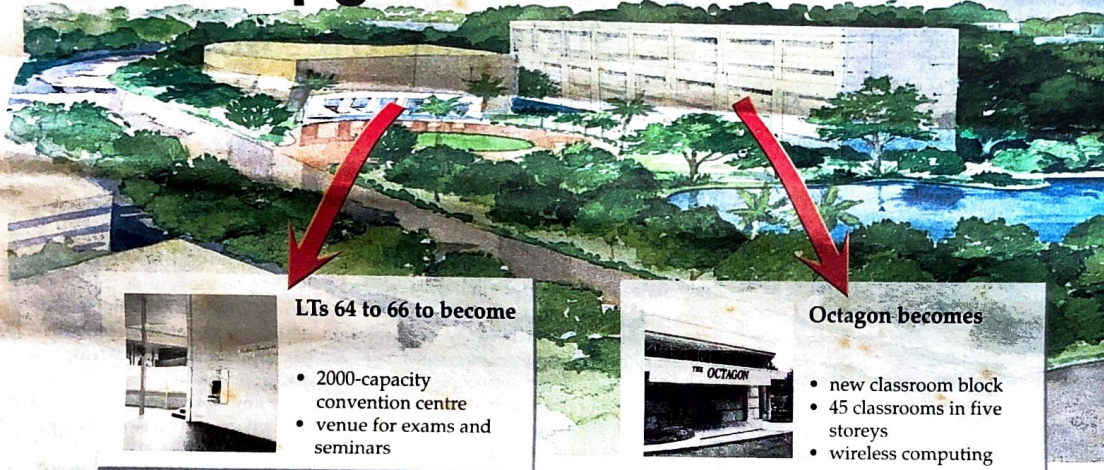 LTs 64 to 66 to become
• 2000-capacity
convention centre
• venue for exams and
seminars
THE OCTAGON
Octagon becomes
• new classroom block
• 45 classrooms in five
storeys
• wireless computing